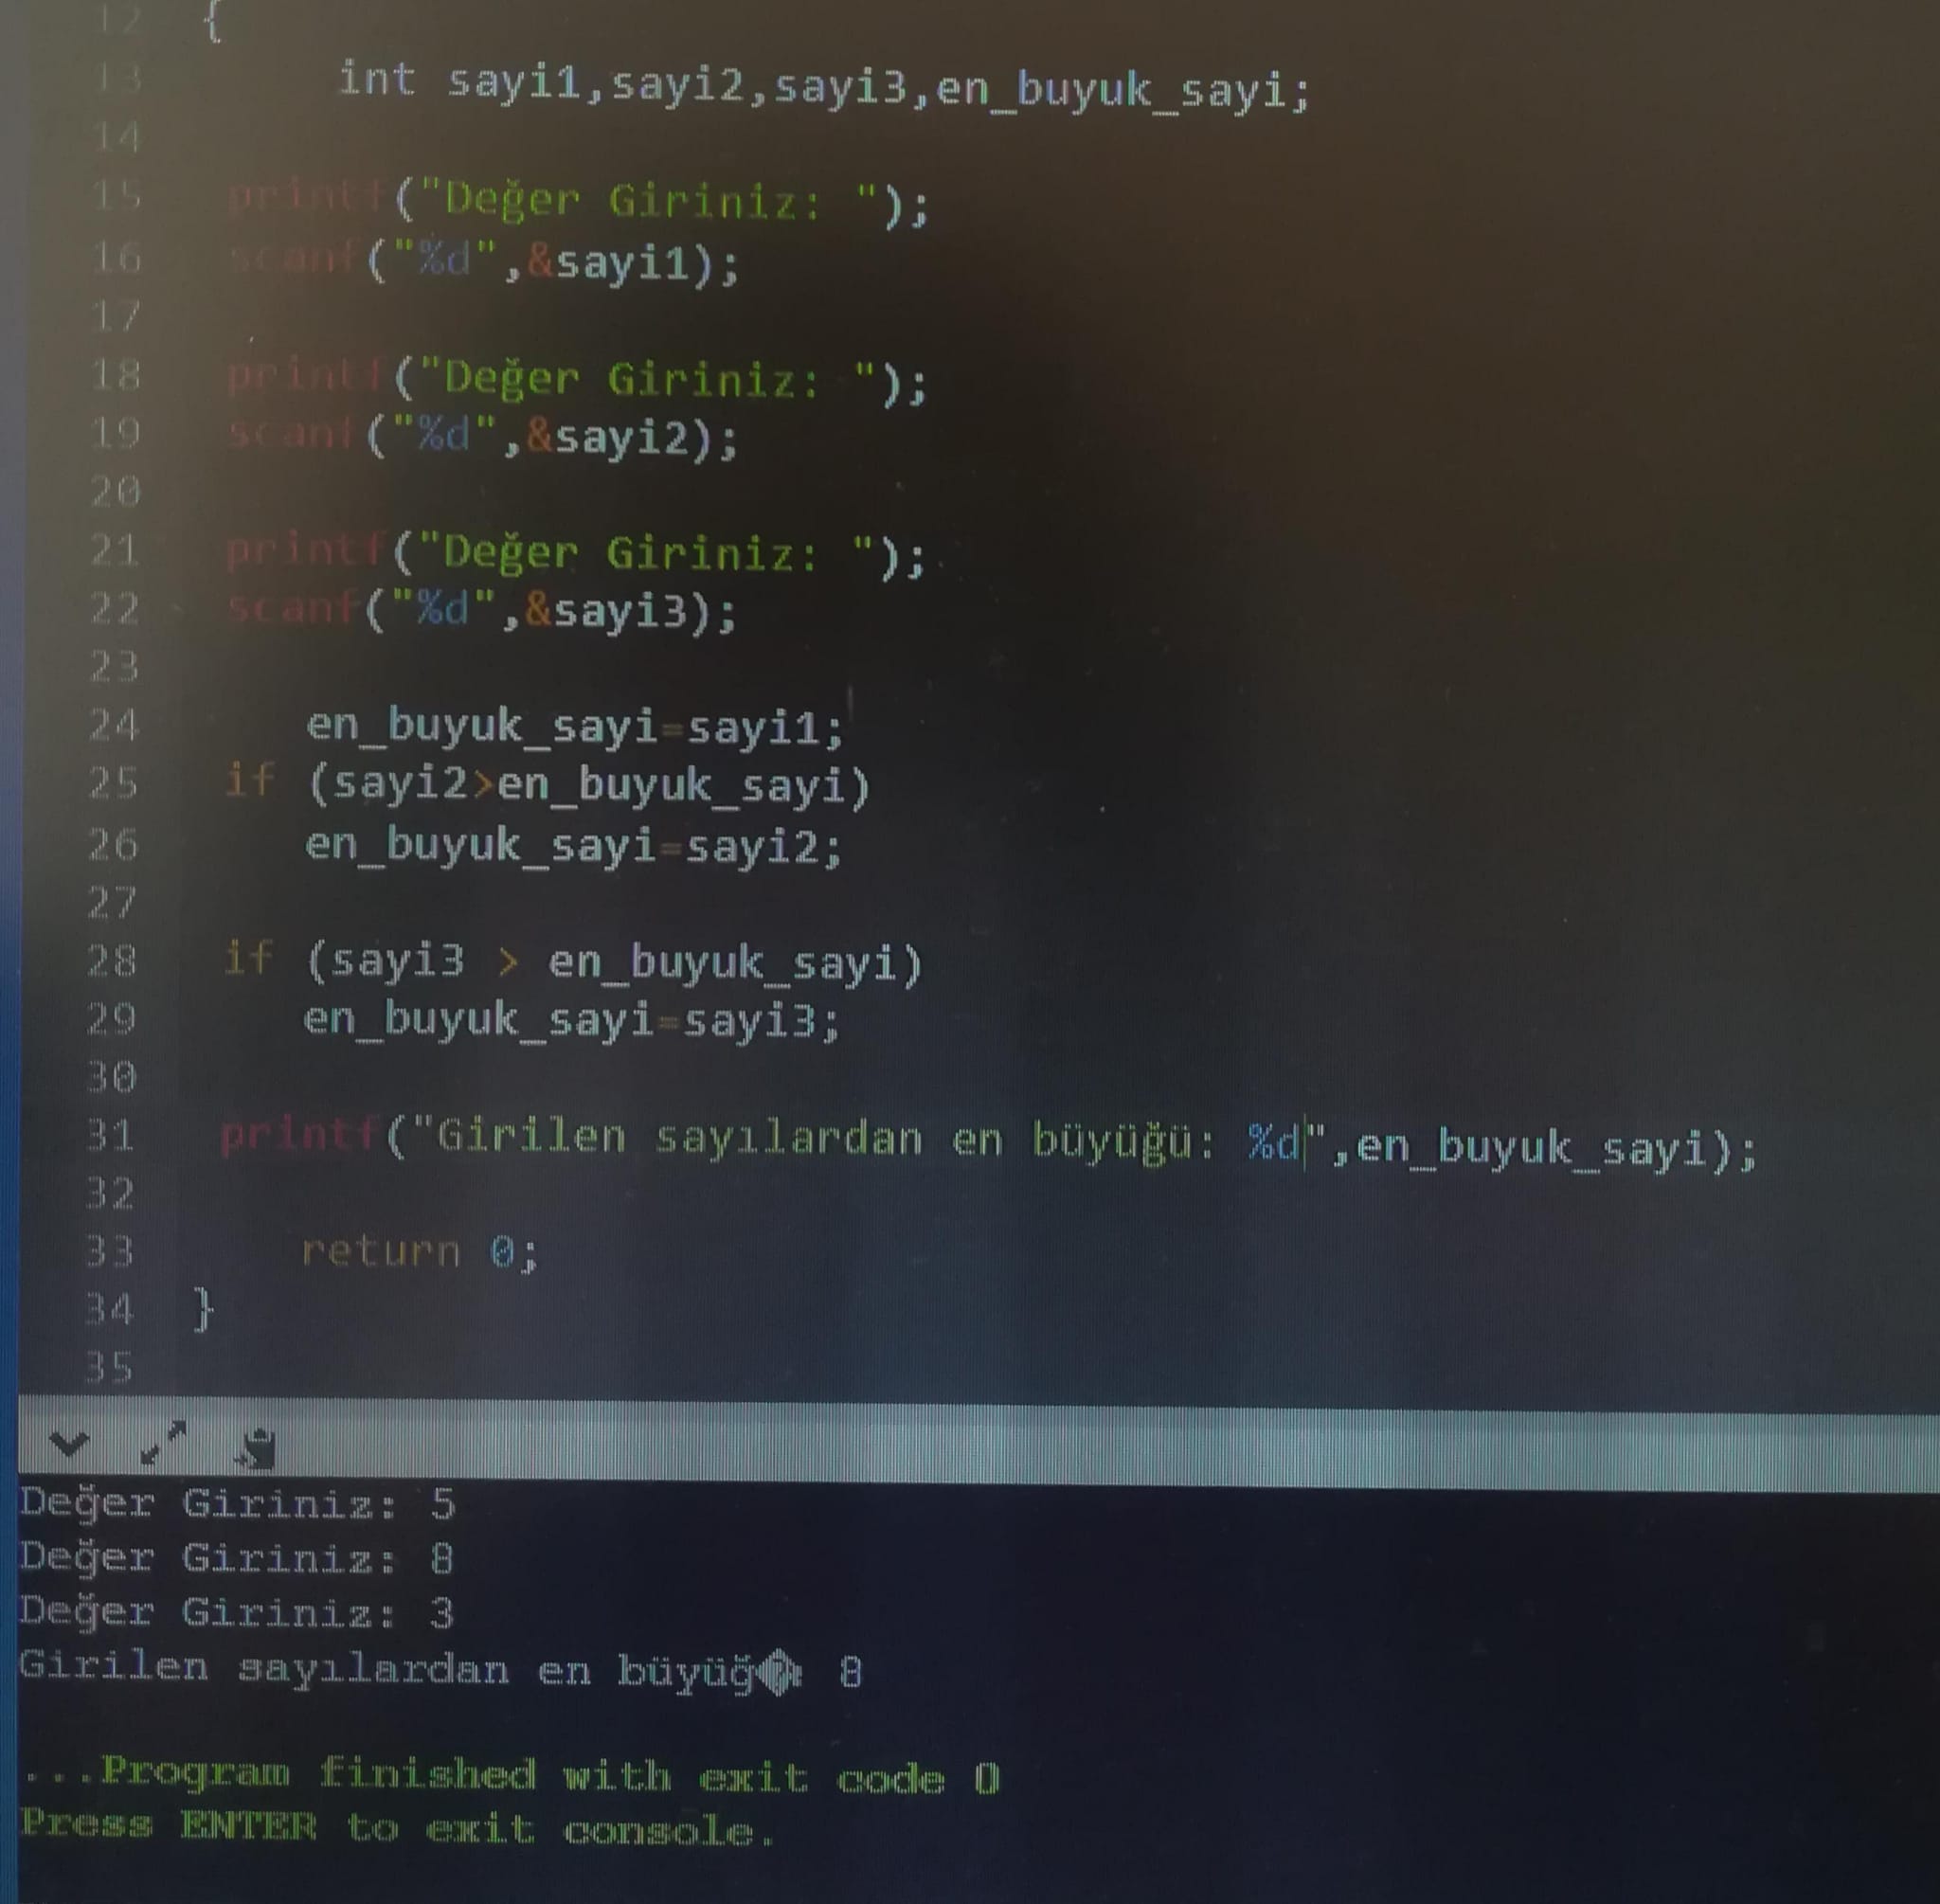 12 {
13 int sayi1,sayi2,sayi3,en_buyuk_sayi;
14
15 printf("Değer Giriniz: ");
16 scanf("%d",&sayi1);
17
18 printf("Değer Giriniz: ");
19 scanf("%d",&sayi2);
20
21 printf("Değer Giriniz: ");
22 scanf("%d",&sayi3);
23
24 en_buyuk_sayi=sayi1;
25 if (sayi2>en_buyuk_sayi)
26 en_buyuk_sayi=sayi2;
27
28 if (sayi3 > en_buyuk_sayi)
29 en_buyuk_sayi=sayi3;
30
31 printf("Girilen sayılardan en büyüğü: %d",en_buyuk_sayi);
32
33 return 0;
34 }
35
Değer Giriniz: 5
Değer Giriniz: 8
Değer Giriniz: 3
Girilen sayılardan en büyüğ�: 8
...Program finished with exit code 0
Press ENTER to exit console.